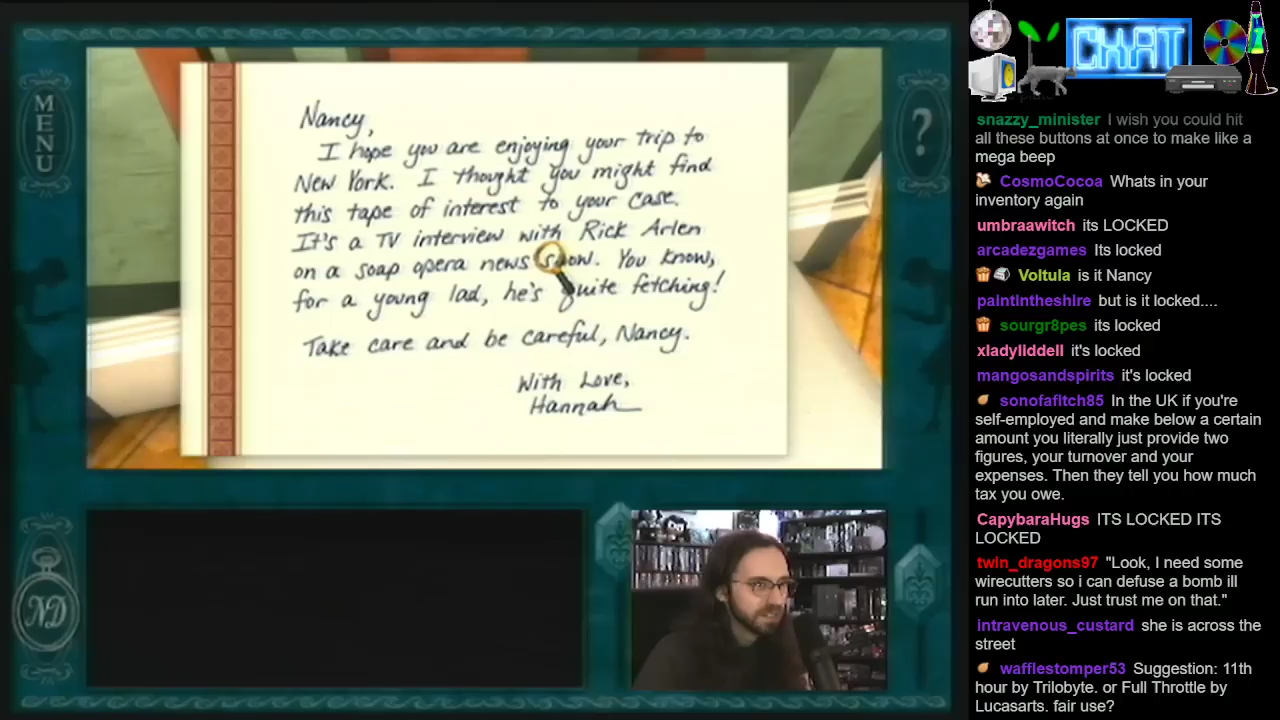 MENU
?
ND
Nancy,
I hope you are enjoying your trip to
New York. I thought you might find
this tape of interest to your case.
It's a TV interview with Rick Arlen
on a soap opera news show. You know,
for a young lad, he's quite fetching!
Take care and be careful, Nancy.
With Love,
Hannah
CHAT
snazzy_minister I wish you could hit
all these buttons at once to make like a
mega beep
CosmoCocoa Whats in your
inventory again
umbraawitch its LOCKED
arcadezgames Its locked
Voltula is it Nancy
paintintheshire but is it locked....
sourgr8pes its locked
xladyliddell it's locked
mangosandspirits it's locked
sonofafitch85 In the UK if you're
self-employed and make below a certain
amount you literally just provide two
figures, your turnover and your
expenses. Then they tell you how much
tax you owe.
CapybaraHugs ITS LOCKED ITS
LOCKED
twin_dragons97 "Look, I need some
wirecutters so i can defuse a bomb ill
run into later. Just trust me on that."
intravenous_custard she is across the
street
wafflestomper53 Suggestion: 11th
hour by Trilobyte. or Full Throttle by
Lucasarts. fair use?